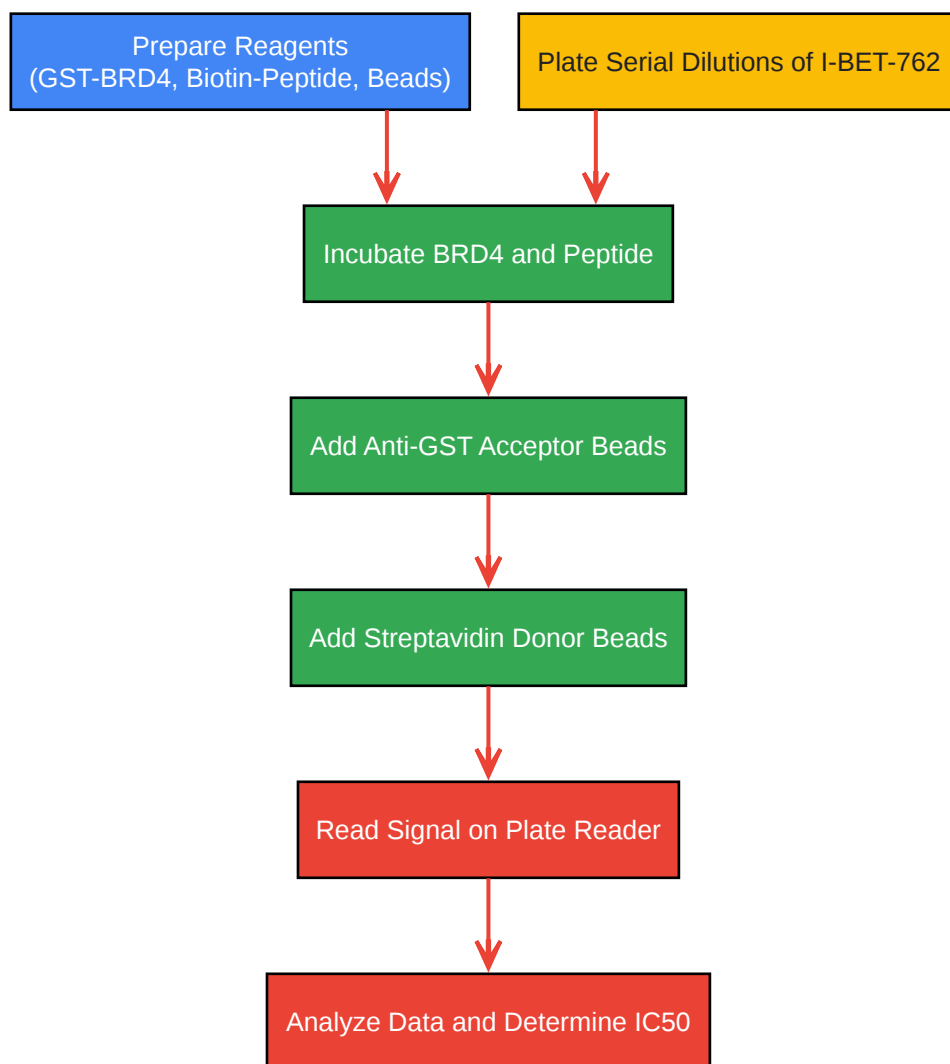 Prepare Reagents
(GST-BRD4, Biotin-Peptide, Beads)
Plate Serial Dilutions of I-BET-762
Incubate BRD4 and Peptide
Add Anti-GST Acceptor Beads
Add Streptavidin Donor Beads
Read Signal on Plate Reader
Analyze Data and Determine IC50